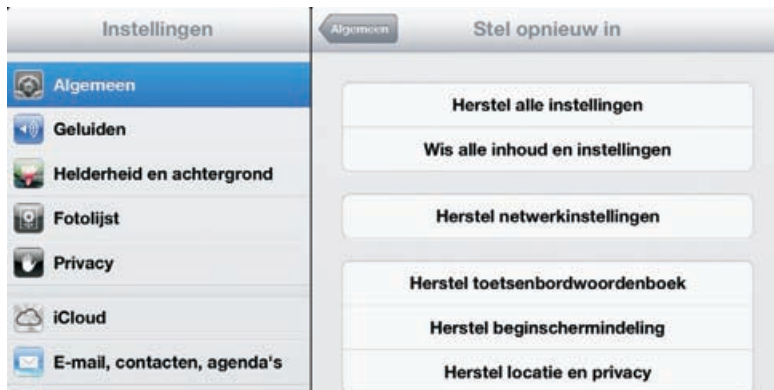 Instellingen
Algemeen
Geluiden
Helderheid en achtergrond
Fotolijst
Privacy
iCloud
E-mail, contacten, agenda's
Algemeen
Stel opnieuw in
Herstel alle instellingen
Wis alle inhoud en instellingen
Herstel netwerkinstellingen
Herstel toetsenbordwoordenboek
Herstel beginschermindeling
Herstel locatie en privacy